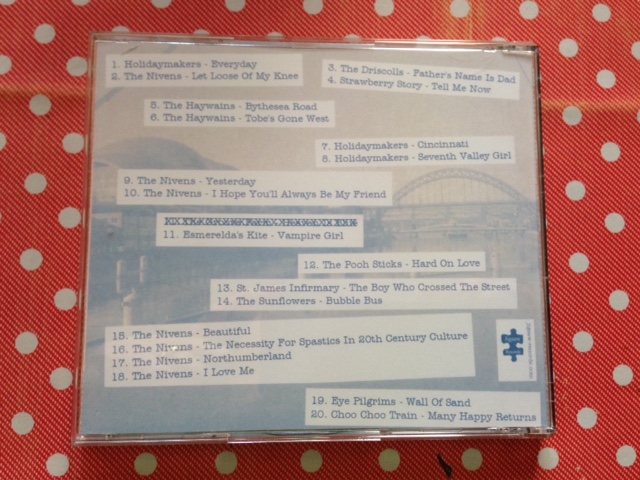 1. Holidaymakers - Everyday
2. The Nivens - Let Loose Of My Knee
3. The Driscolls - Father's Name Is Dad
4. Strawberry Story - Tell Me Now
5. The Haywains - Bythesea Road
6. The Haywains - Tobe's Gone West
7. Holidaymakers - Cincinnati
8. Holidaymakers - Seventh Valley Girl
9. The Nivens - Yesterday
10. The Nivens - I Hope You'll Always Be My Friend
11. Esmerelda's Kite - Vampire Girl
12. The Pooh Sticks - Hard On Love
13. St. James Infirmary - The Boy Who Crossed The Street
14. The Sunflowers - Bubble Bus
15. The Nivens - Beautiful
16. The Nivens - The Necessity For Spastics In 20th Century Culture
17. The Nivens - Northumberland
18. The Nivens - I Love Me
19. Eye Pilgrims - Wall Of Sand
20. Choo Choo Train - Many Happy Returns